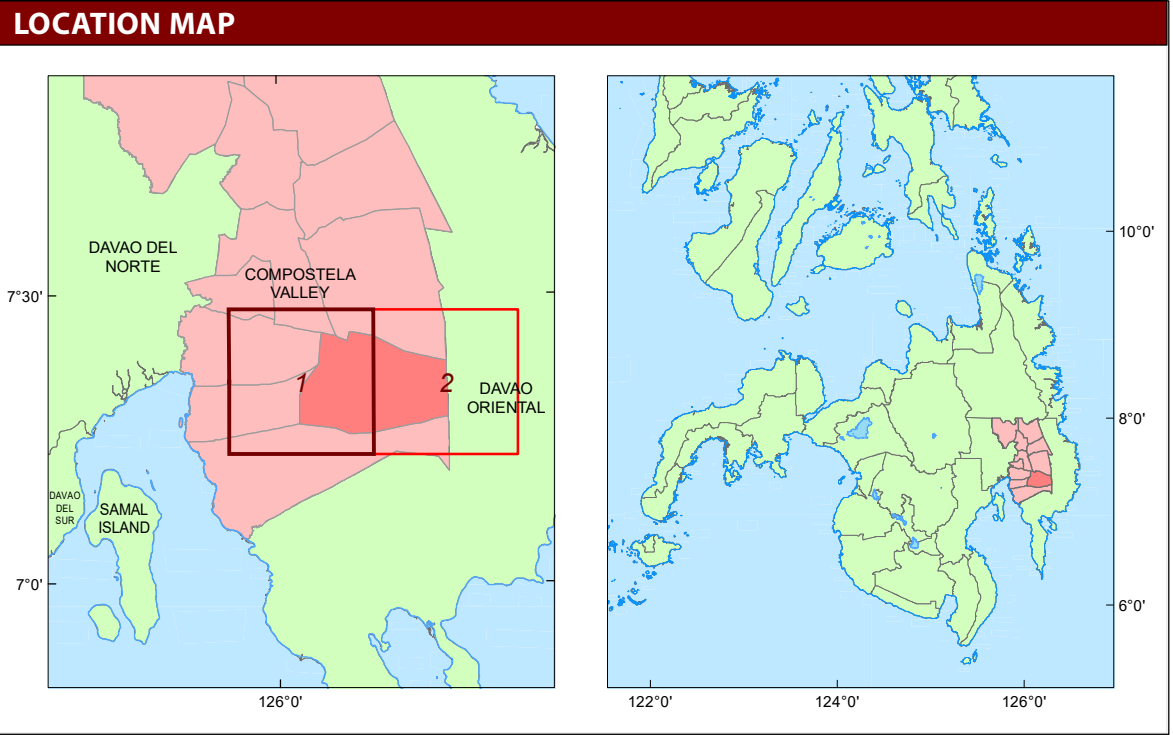 LOCATION MAP
DAVAO DEL
NORTE
COMPOSTELA
VALLEY
7°30'
1
2
DAVAO
ORIENTAL
DAVAO
DEL
SUR
SAMAL
ISLAND
7°0'
126°0'
10°0'
8°0'
6°0'
122°0'
124°0'
126°0'